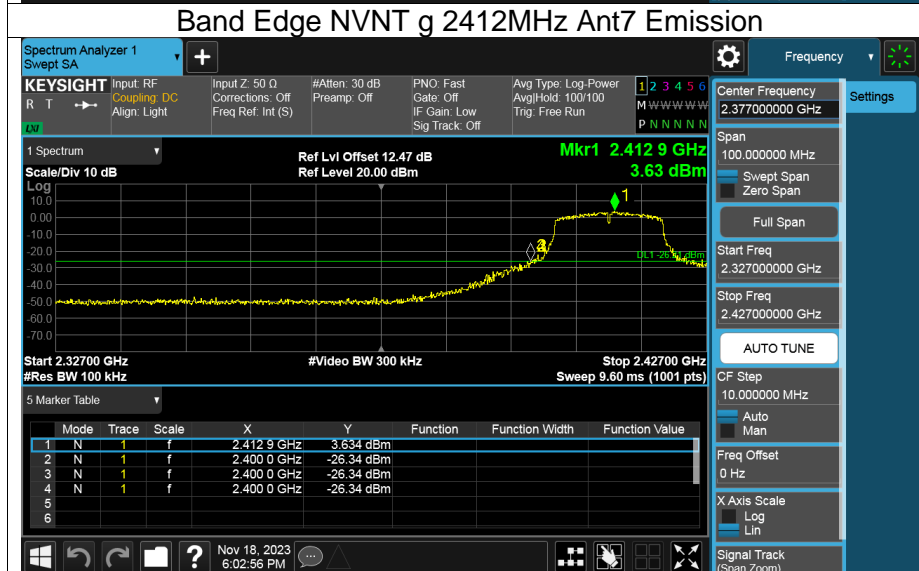 Band Edge NVNT g 2412MHz Ant7 Emission
Spectrum Analyzer 1
Swept SA
+
Frequency
KEYSIGHT Input: RF Input Z: 50 Ω #Atten: 30 dB PNO: Fast Avg Type: Log-Power 1 2 3 4 5 6
R T Coupling: DC Corrections: Off Preamp: Off Gate: Off Avg|Hold: 100/100 M W W W W W
Align: Light Freq Ref: Int (S) IF Gain: Low Trig: Free Run
LXI Sig Track: Off P N N N N N
1 Spectrum
Ref Lvl Offset 12.47 dB
Mkr1 2.412 9 GHz
Scale/Div 10 dB
Ref Level 20.00 dBm
3.63 dBm
Log
10.0
0.00
-10.0
-20.0
-30.0
-40.0
-50.0
-60.0
-70.0
1
Start 2.32700 GHz
#Video BW 300 kHz
Stop 2.42700 GHz
#Res BW 100 kHz
Sweep 9.60 ms (1001 pts)
5 Marker Table
Mode Trace Scale X Y Function Function Width Function Value
1 N 1 f 2.412 9 GHz 3.634 dBm
2 N 1 f 2.400 0 GHz -26.34 dBm
3 N 1 f 2.400 0 GHz -26.34 dBm
4 N 1 f 2.400 0 GHz -26.34 dBm
5
6
?
Nov 18, 2023
6:02:56 PM
Center Frequency
2.377000000 GHz
Settings
Span
100.000000 MHz
Swept Span
Zero Span
Full Span
Start Freq
2.327000000 GHz
Stop Freq
2.427000000 GHz
AUTO TUNE
CF Step
10.000000 MHz
Auto
Man
Freq Offset
0 Hz
X Axis Scale
Log
Lin
Signal Track
(Span Zoom)